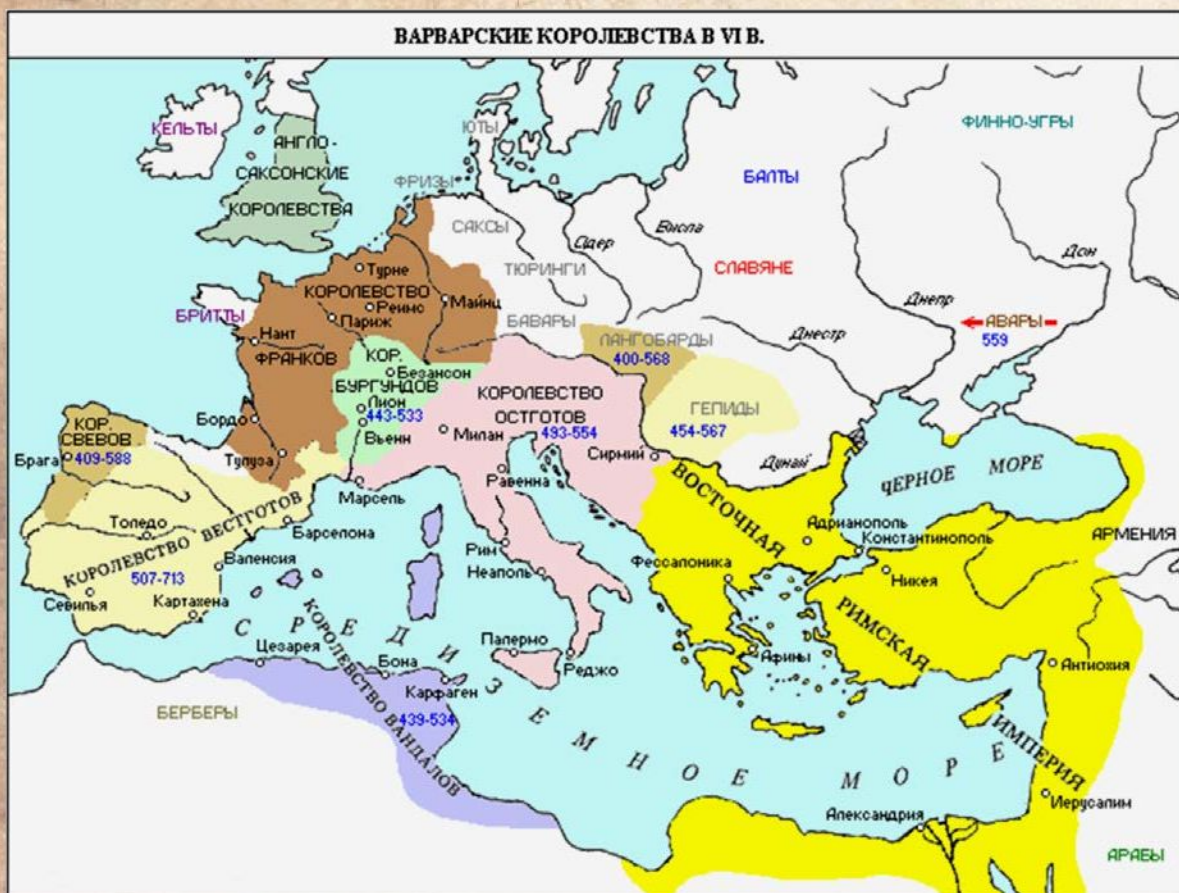 ВАРВАРСКИЕ КОРОЛЕВСТВА В VI В.
КЕЛЬТЫ
АНГЛО-
САКСОНСКИЕ
КОРОЛЕВСТВА
ЮТЫ
ФРИЗЫ
САКСЫ
ТЮРИНГИ
БАВАРЫ
ФИННО-УГРЫ
БАЛТЫ
СЛАВЯНЕ
Одер
Висла
Дон
Днепр
Днестр
АВАРЫ
559
БРИТТЫ
Турне
КОРОЛЕВСТВО
Реймс
Майнц
Париж
Нант
ФРАНКОВ
КОР.
Безансон
БУРГУНДОВ
Лион
443-533
Вьенн
Бордо
Тулуза
ЛАНГОБАРДЫ
400-568
ГЕПИДЫ
454-567
КОРОЛЕВСТВО
ОСТГОТОВ
493-554
Милан
Сирмий
Дунай
Равенна
Марсель
Рим
Неаполь
Палермо
Реджо
КОР.
СВЕВОВ
409-588
Брага
Толедо
КОРОЛЕВСТВО ВЕСТГОТОВ
507-713
Барселона
Валенсия
Севилья
Картахена
ЧЕРНОЕ МОРЕ
ВОСТОЧНАЯ
РИМСКАЯ
ИМПЕРИЯ
Адрианополь
Константинополь
АРМЕНИЯ
Фессалоника
Никея
Афины
Антиохия
СРЕДИЗЕМНОЕ МОРЕ
Цезарея
Бона
Карфаген
КОРОЛЕВСТВО ВАНДАЛОВ
439-534
БЕРБЕРЫ
Александрия
Иерусалим
АРАБЫ